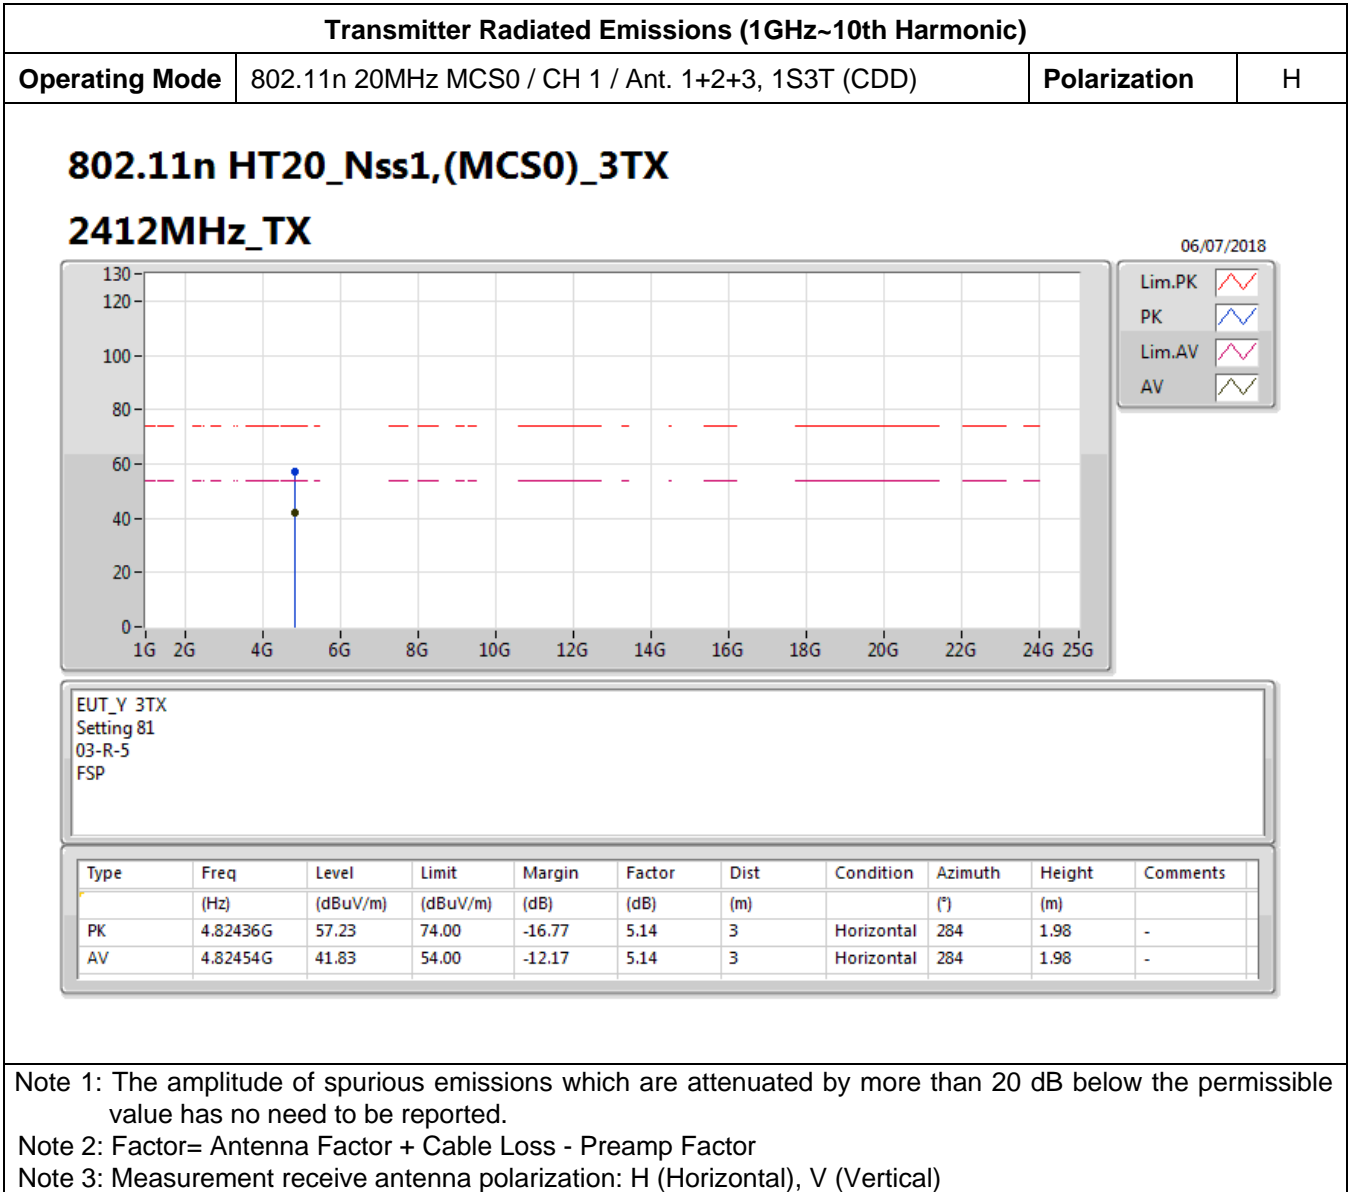 Transmitter Radiated Emissions (1GHz~10th Harmonic)
Operating Mode 802.11n 20MHz MCS0 / CH 1 / Ant. 1+2+3, 1S3T (CDD) Polarization H
802.11n HT20_Nss1,(MCS0)_3TX
2412MHz_TX
06/07/2018
130
120
100
80
60
40
20
0
1G 2G 4G 6G 8G 10G 12G 14G 16G 18G 20G 22G 24G 25G
Lim.PK
PK
Lim.AV
AV
EUT_Y 3TX
Setting 81
03-R-5
FSP
Type Freq Level Limit Margin Factor Dist Condition Azimuth Height Comments
(Hz) (dBuV/m) (dBuV/m) (dB) (dB) (m) (°) (m)
PK 4.82436G 57.23 74.00 -16.77 5.14 3 Horizontal 284 1.98 -
AV 4.82454G 41.83 54.00 -12.17 5.14 3 Horizontal 284 1.98 -
Note 1: The amplitude of spurious emissions which are attenuated by more than 20 dB below the permissible
value has no need to be reported.
Note 2: Factor= Antenna Factor + Cable Loss - Preamp Factor
Note 3: Measurement receive antenna polarization: H (Horizontal), V (Vertical)